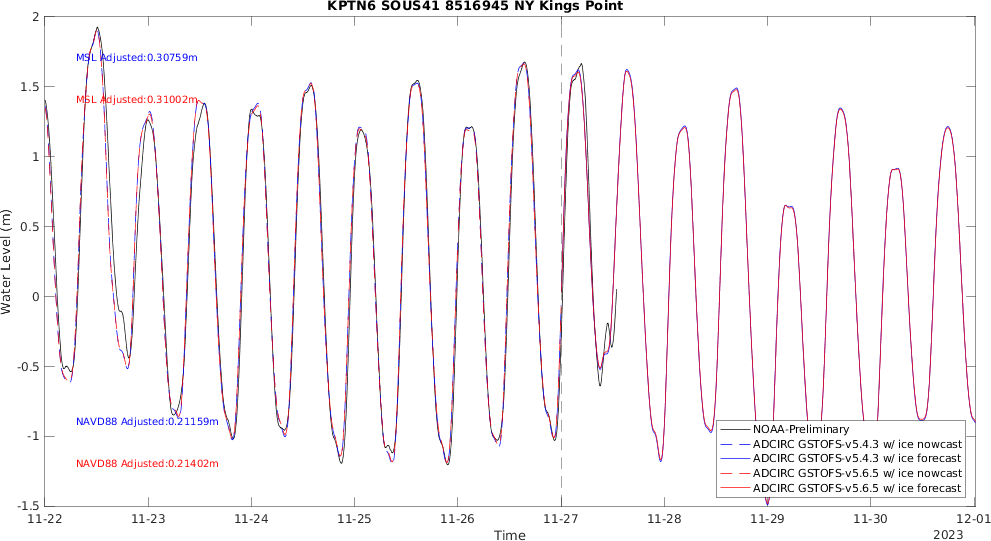 KPTN6 SOUS41 8516945 NY Kings Point
2
MSL Adjusted:0.30759m
1.5
MSL Adjusted:0.31002m
1
0.5
Water Level (m)
0
-0.5
NAVD88 Adjusted:0.21159m
-1
NAVD88 Adjusted:0.21402m
-1.5
NOAA-Preliminary
ADCIRC GSTOFS-v5.4.3 w/ ice nowcast
ADCIRC GSTOFS-v5.4.3 w/ ice forecast
ADCIRC GSTOFS-v5.6.5 w/ ice nowcast
ADCIRC GSTOFS-v5.6.5 w/ ice forecast
11-22 11-23 11-24 11-25 11-26 11-27 11-28 11-29 11-30 12-01
Time
2023